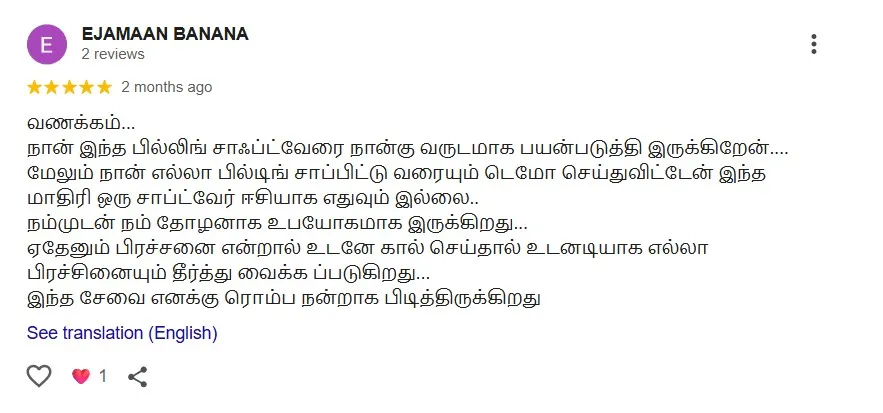 E
EJAMAAN BANANA
2 reviews
2 months ago
வணக்கம்...
நான் இந்த பில்லிங் சாஃப்ட்வேரை நான்கு வருடமாக பயன்படுத்தி இருக்கிறேன்....
மேலும் நான் எல்லா பில்டிங் சாப்பிட்டு வரையும் டெமோ செய்துவிட்டேன் இந்த
மாதிரி ஒரு சாப்ட்வேர் ஈசியாக எதுவும் இல்லை..
நம்முடன் நம் தோழனாக உபயோகமாக இருக்கிறது...
ஏதேனும் பிரச்சனை என்றால் உடனே கால் செய்தால் உடனடியாக எல்லா
பிரச்சினையும் தீர்த்து வைக்க ப்படுகிறது...
இந்த சேவை எனக்கு ரொம்ப நன்றாக பிடித்திருக்கிறது
See translation (English)
1